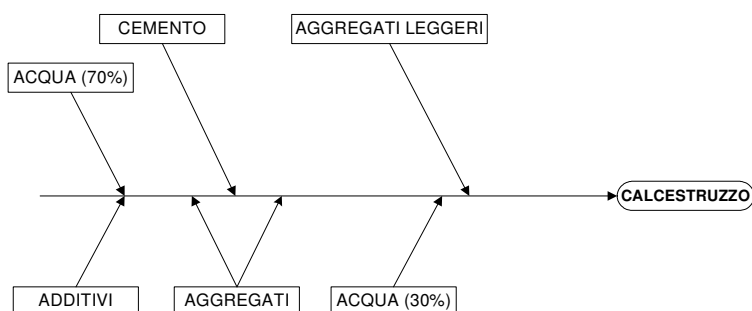 CEMENTO
AGGREGATI LEGGERI
ACQUA (70%)
CALCESTRUZZO
ADDITIVI
AGGREGATI
ACQUA (30%)